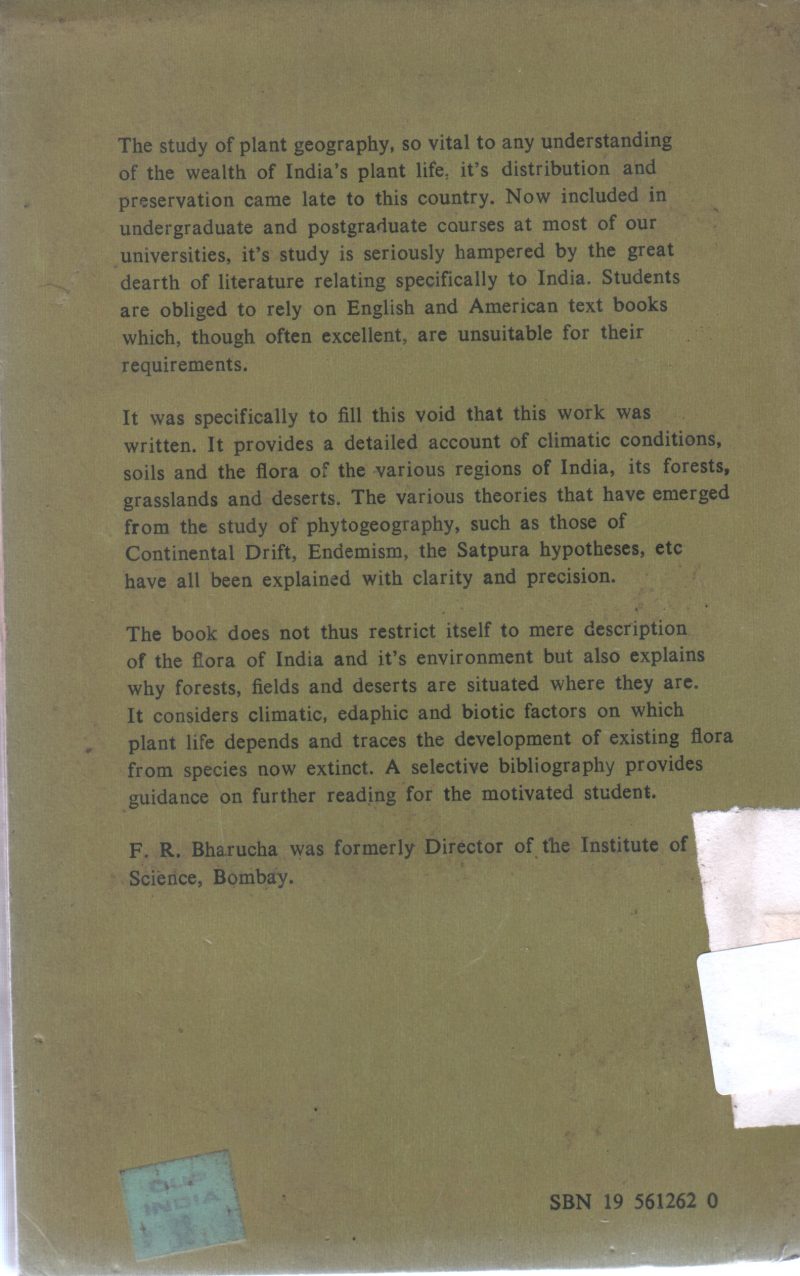 The study of plant geography, so vital to any understanding
of the wealth of India's plant life, it's distribution and
preservation came late to this country. Now included in
undergraduate and postgraduate courses at most of our
universities, it's study is seriously hampered by the great
dearth of literature relating specifically to India. Students
are obliged to rely on English and American text books
which, though often excellent, are unsuitable for their
requirements.
It was specifically to fill this void that this work was
written. It provides a detailed account of climatic conditions,
soils and the flora of the various regions of India, its forests,
grasslands and deserts. The various theories that have emerged
from the study of phytogeography, such as those of
Continental Drift, Endemism, the Satpura hypotheses, etc
have all been explained with clarity and precision.
The book does not thus restrict itself to mere description
of the flora of India and it's environment but also explains
why forests, fields and deserts are situated where they are.
It considers climatic, edaphic and biotic factors on which
plant life depends and traces the development of existing flora
from species now extinct. A selective bibliography provides
guidance on further reading for the motivated student.
F. R. Bharucha was formerly Director of the Institute of
Science, Bombay.
OUP
INDIA
SBN 19 561262 0